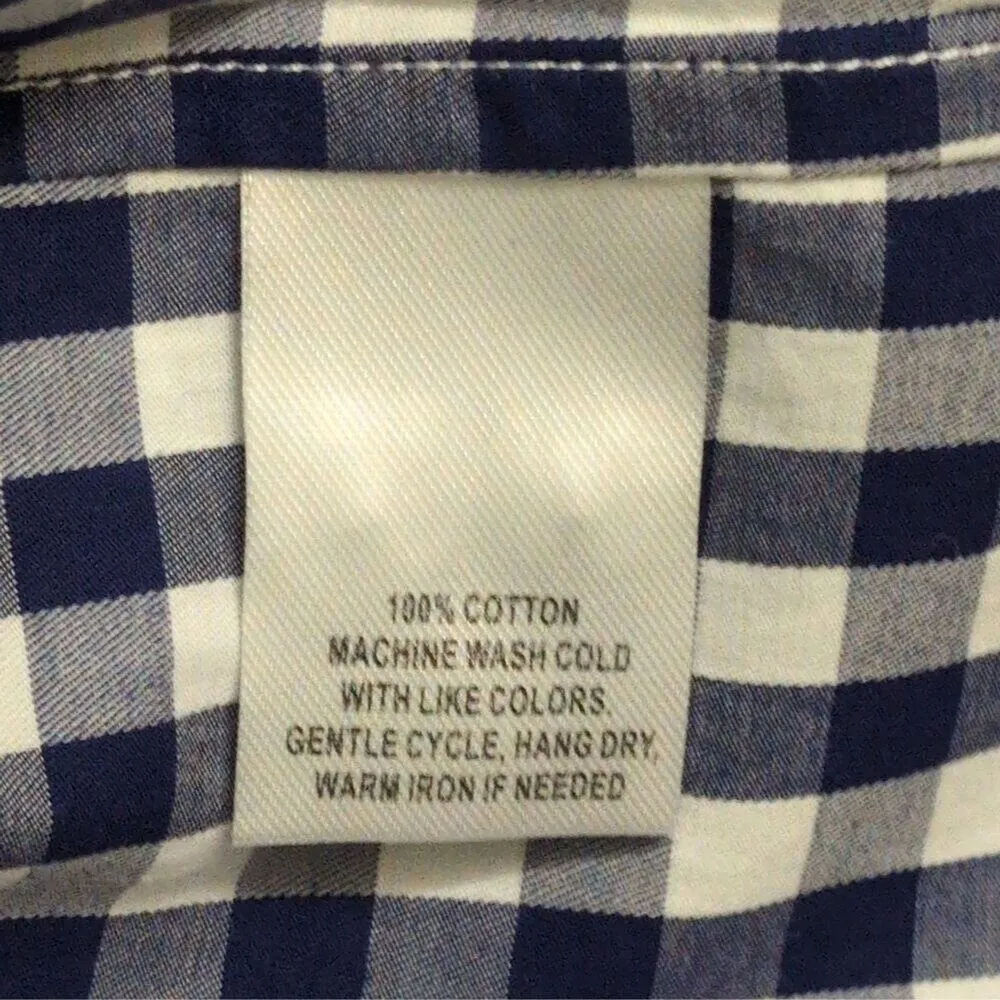 100% COTTON
MACHINE WASH COLD
WITH LIKE COLORS.
GENTLE CYCLE, HANG DRY,
WARM IRON IF NEEDED